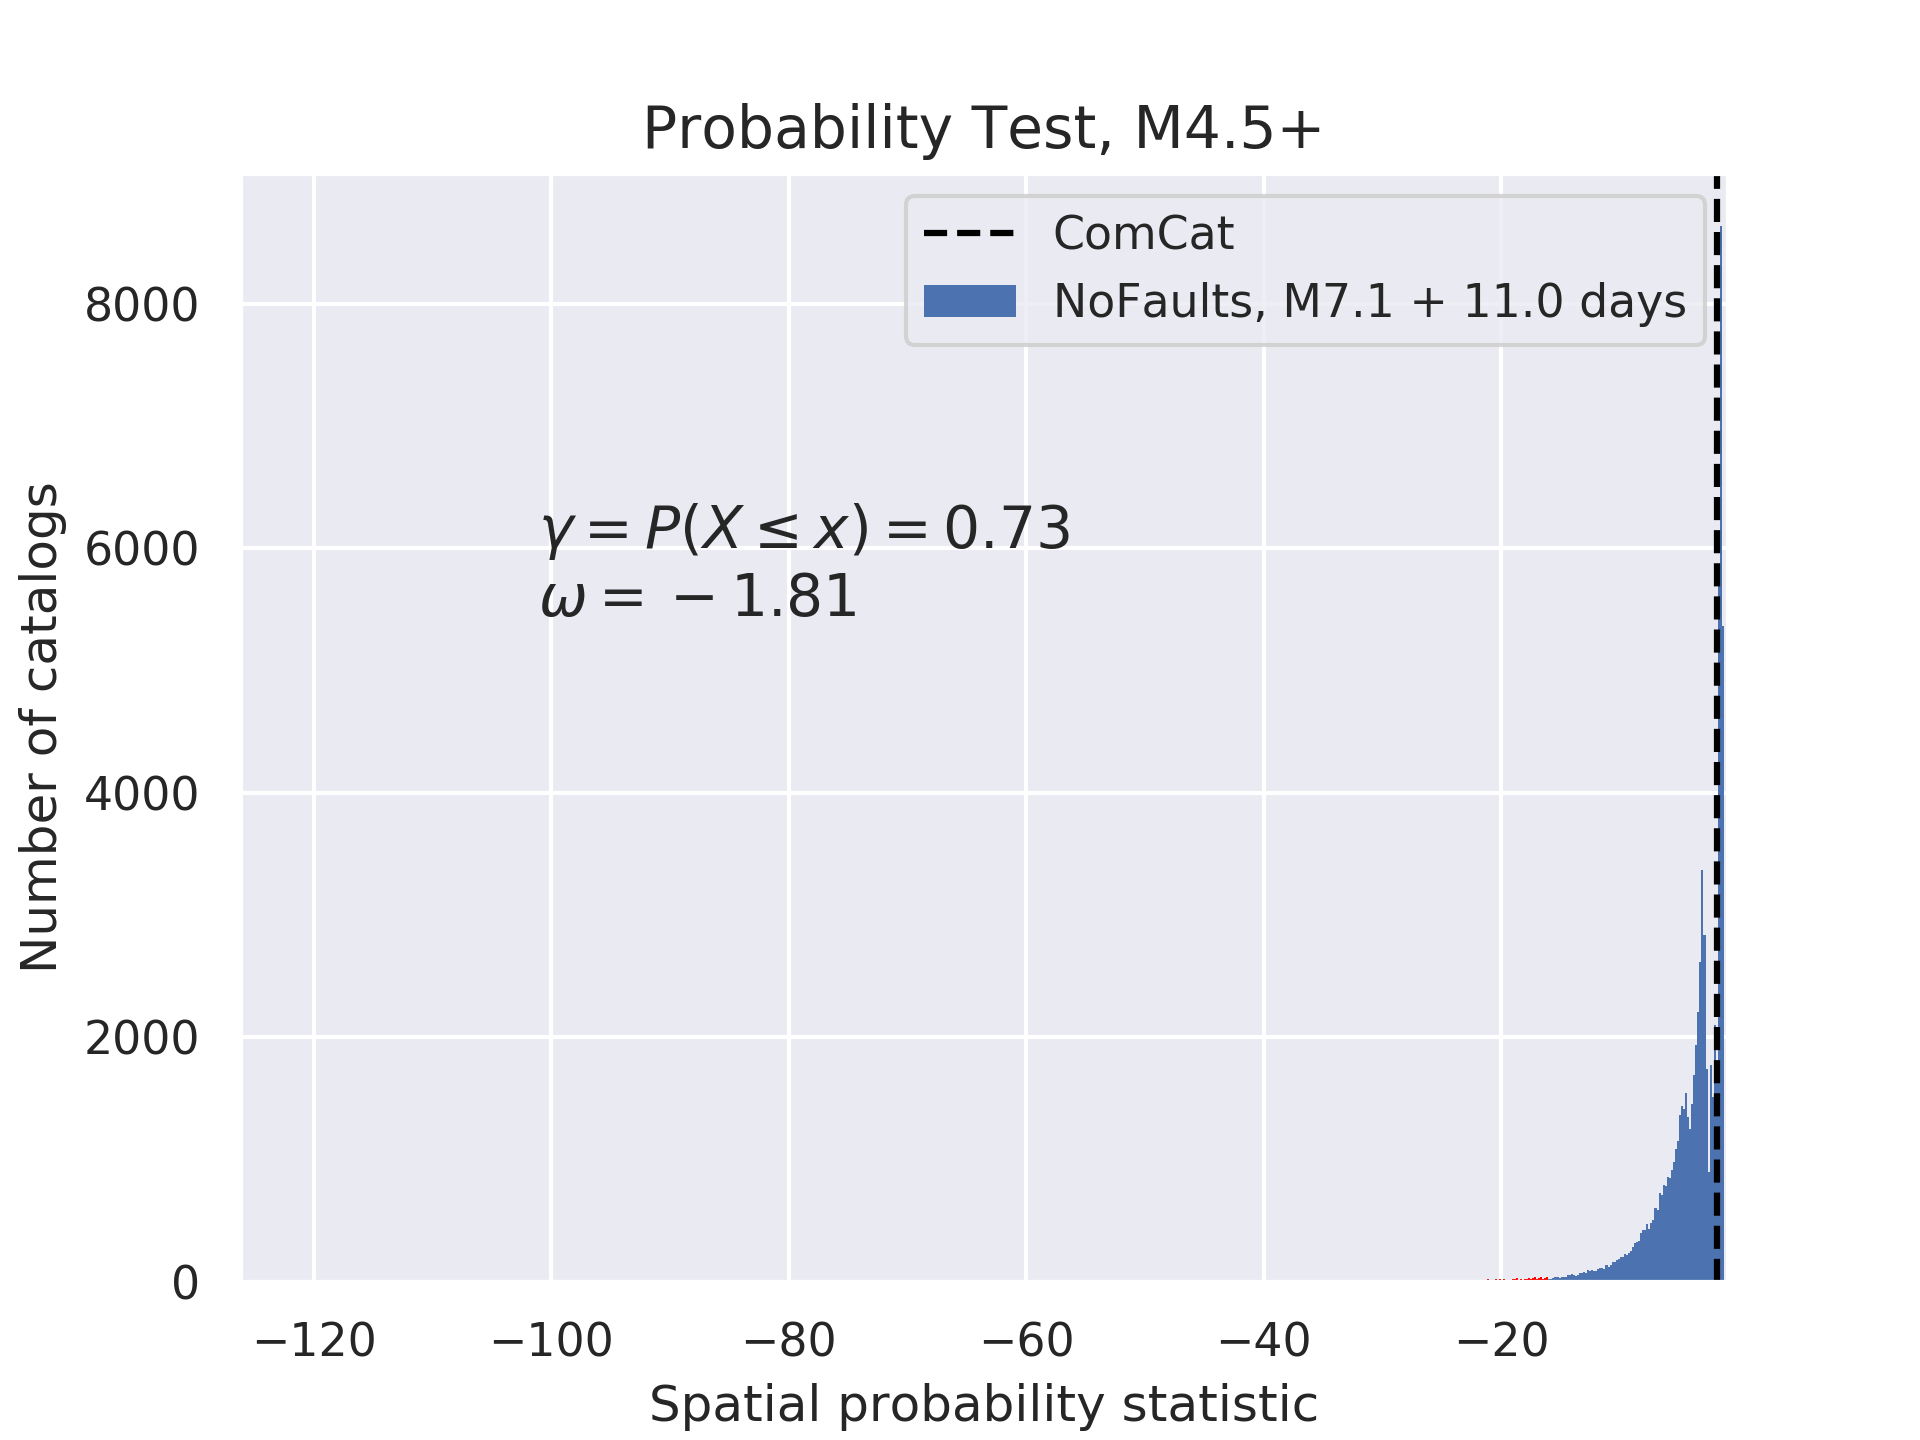 Probability Test, M4.5+
ComCat
NoFaults, M7.1 + 11.0 days
γ = P(X ≤ x) = 0.73
ω = − 1.81
Number of catalogs
8000
6000
4000
2000
0
−120 −100 −80 −60 −40 −20
Spatial probability statistic